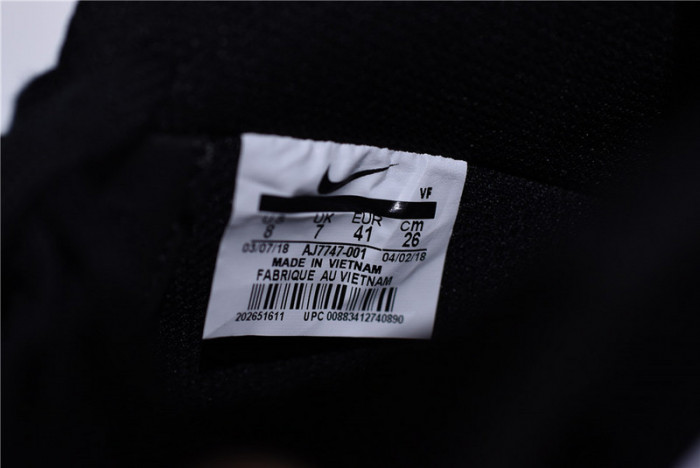 VF
US UK EUR cm
8 7 41 26
03/07/18 AJ7747-001 04/02/18
MADE IN VIETNAM
FABRIQUE AU VIETNAM
202651611 UPC 00883412740890